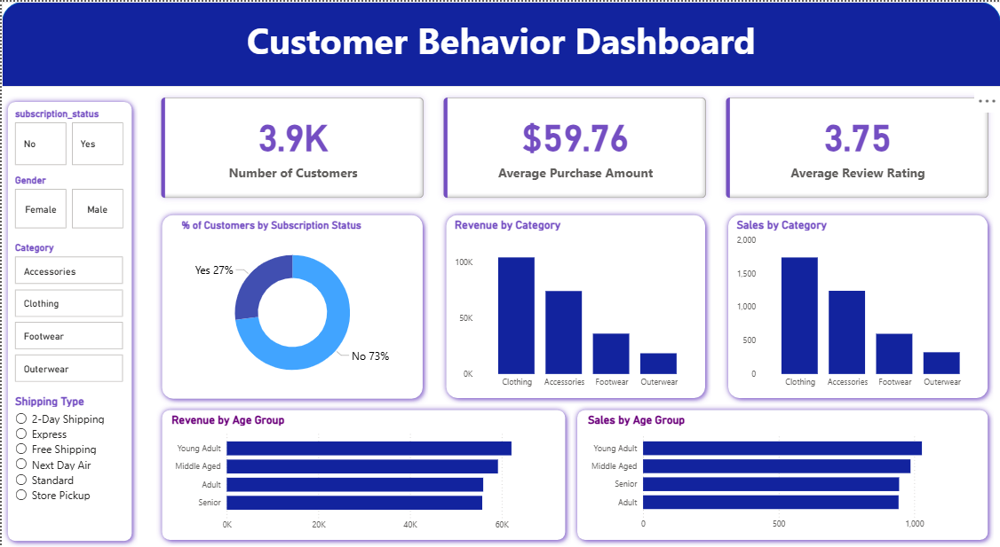 Customer Behavior Dashboard
subscription_status
No Yes
Gender
Female Male
Category
Accessories
Clothing
Footwear
Outerwear
Shipping Type
2-Day Shipping
Express
Free Shipping
Next Day Air
Standard
Store Pickup
3.9K
Number of Customers
$59.76
Average Purchase Amount
3.75
Average Review Rating
% of Customers by Subscription Status
Yes 27%
No 73%
Revenue by Category
100K
50K
0K
Clothing Accessories Footwear Outerwear
Sales by Category
2,000
1,500
1,000
500
0
Clothing Accessories Footwear Outerwear
Revenue by Age Group
Young Adult
Middle Aged
Adult
Senior
0K 20K 40K 60K
Sales by Age Group
Young Adult
Middle Aged
Senior
Adult
0 500 1,000